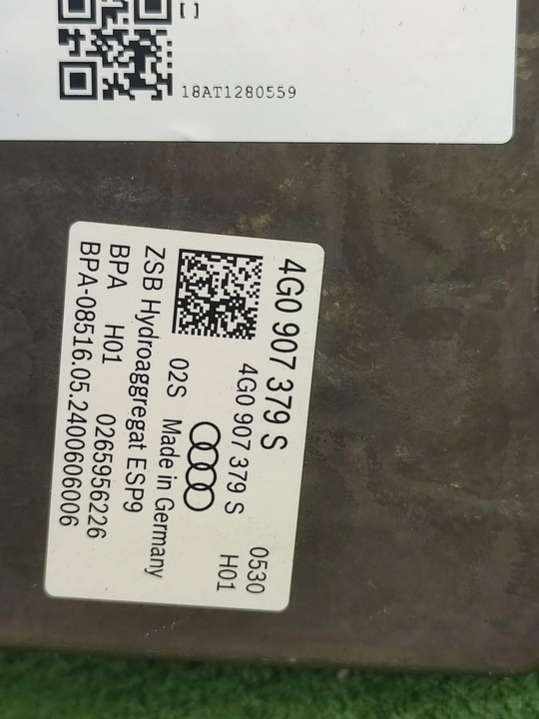 []
18AT1280559
4G0 907 379 S
4G0 907 379 S 0530
H01
02S Made in Germany
ZSB Hydroaggregat ESP9
BPA H01 0265956226
BPA-08516.05.2400606006